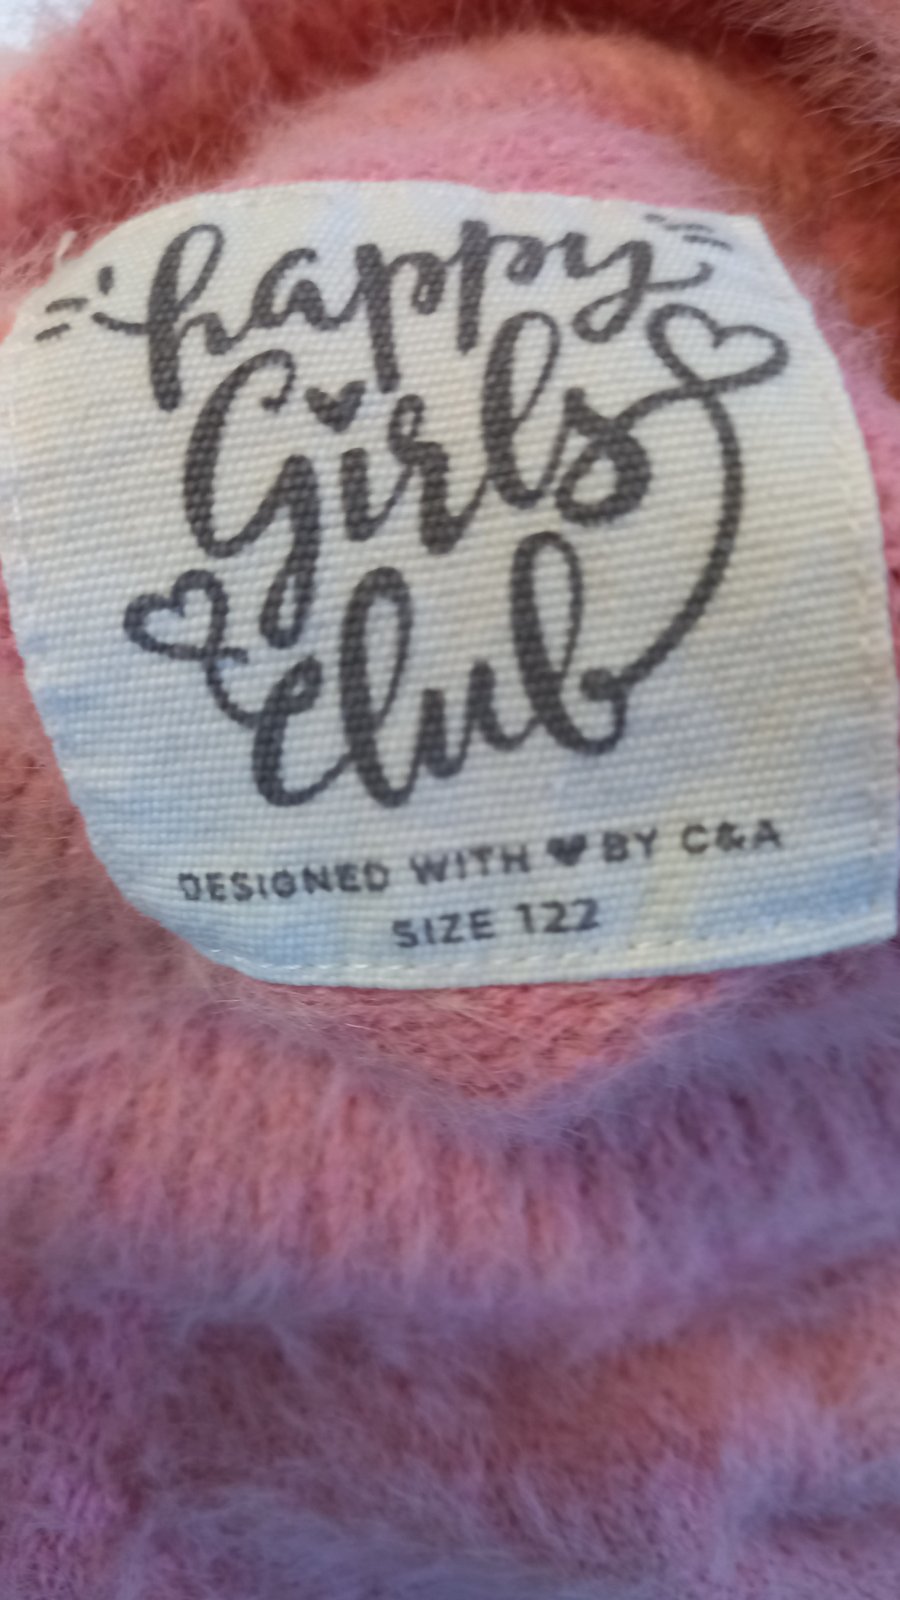 happy
Girls
Club
DESIGNED WITH ♥ BY C&A
SIZE 122